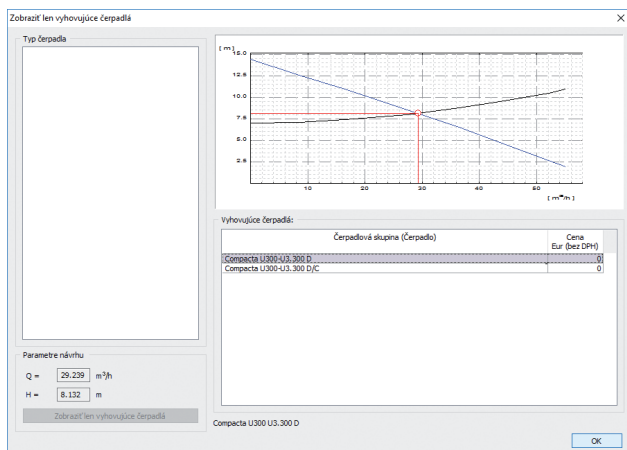 Zobraziť len vyhovujúce čerpadlá
Typ čerpadla
[ m ]
15.0
12.5
10.0
7.5
5.0
2.5
10 20 30 40 50
[ m³/h ]
Vyhovujúce čerpadlá:
Čerpadlová skupina (Čerpadlo) Cena
Eur (bez DPH)
Compacta U300-U3.300 D 0
Compacta U300-U3.300 D/C 0
Parametre návrhu
Q = 29.239 m³/h
H = 8.132 m
Zobraziť len vyhovujúce čerpadlá
Compacta U300 U3.300 D
OK